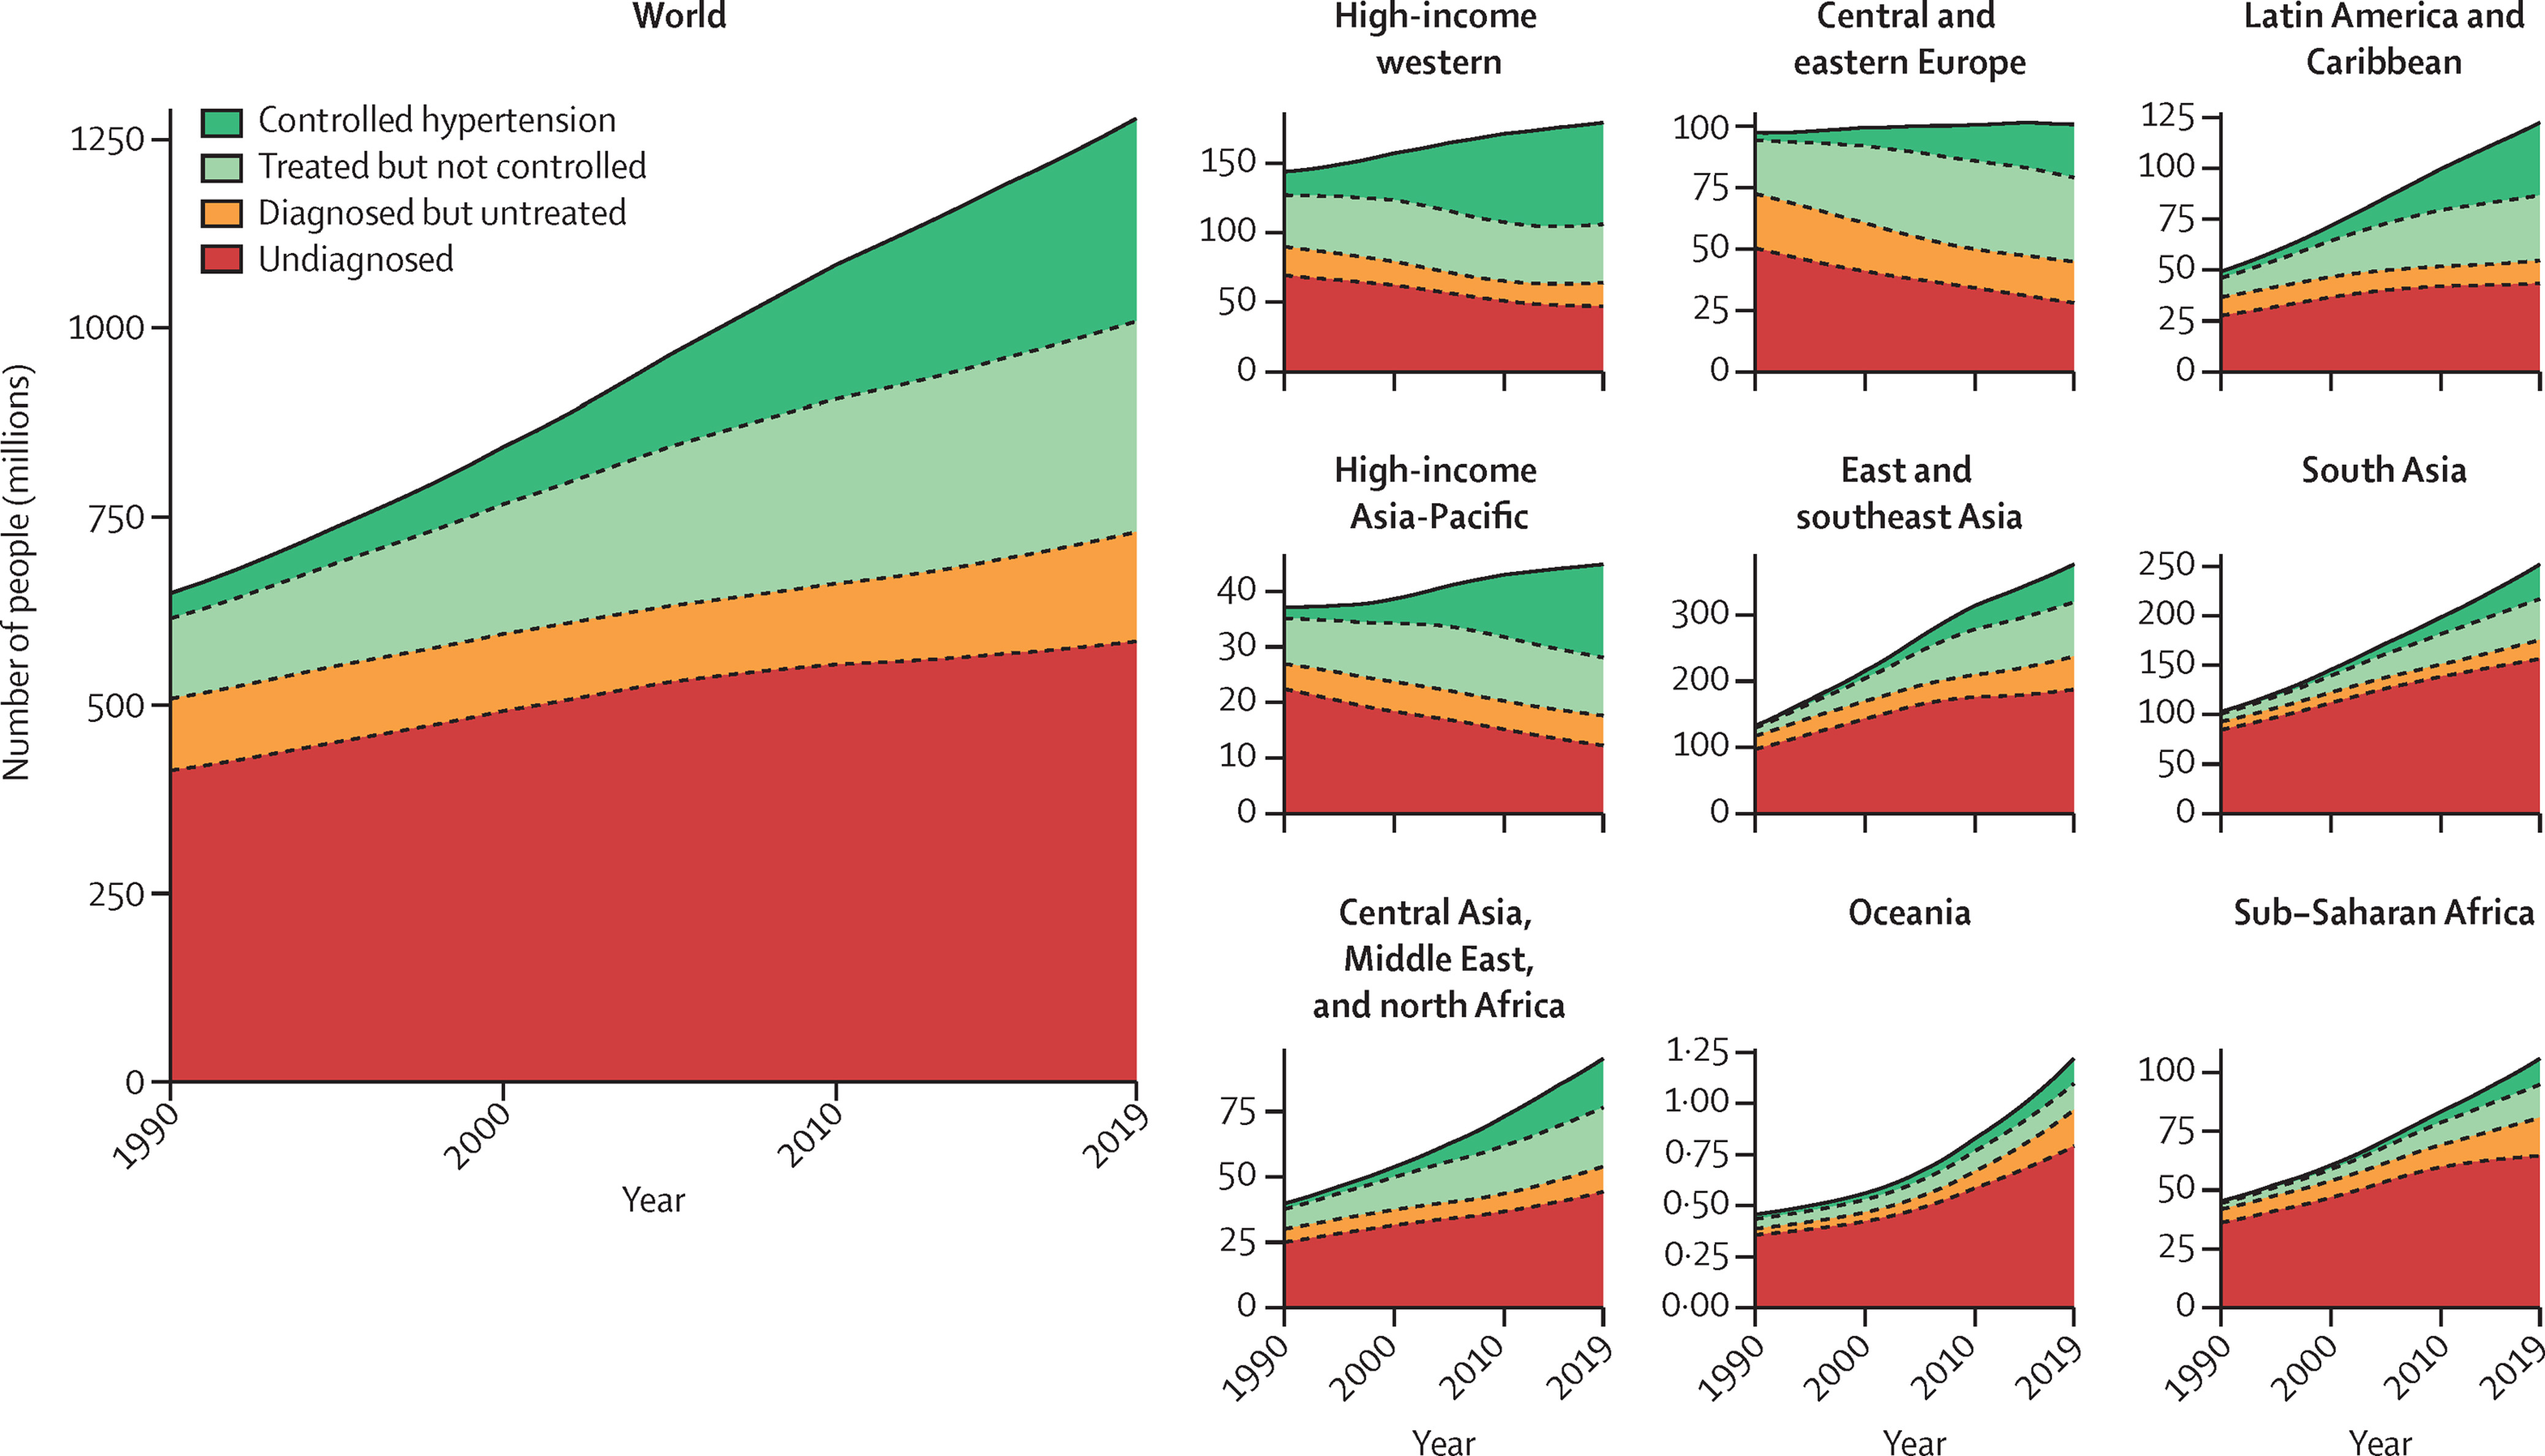 World
Number of people (millions)
1250
1000
750
500
250
0
Controlled hypertension
Treated but not controlled
Diagnosed but untreated
Undiagnosed
1990
2000
2010
2019
Year
High-income
western
150
100
50
0
Central and
eastern Europe
100
75
50
25
0
Latin America and
Caribbean
125
100
75
50
25
0
High-income
Asia-Pacific
40
30
20
10
0
East and
southeast Asia
300
200
100
0
South Asia
250
200
150
100
50
0
Central Asia,
Middle East,
and north Africa
75
50
25
0
1990
2000
2010
2019
Year
Oceania
1·25
1·00
0·75
0·50
0·25
0·00
1990
2000
2010
2019
Year
Sub–Saharan Africa
100
75
50
25
0
1990
2000
2010
2019
Year